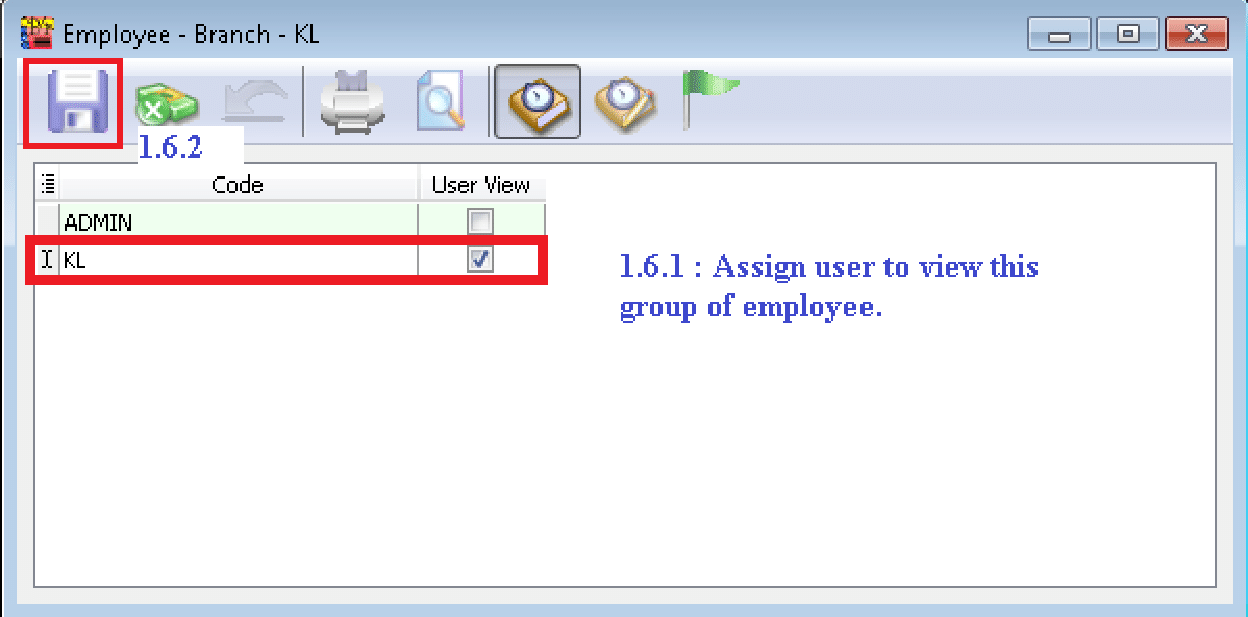 Employee - Branch - KL
1.6.2
Code User View
ADMIN
KL
1.6.1 : Assign user to view this
group of employee.